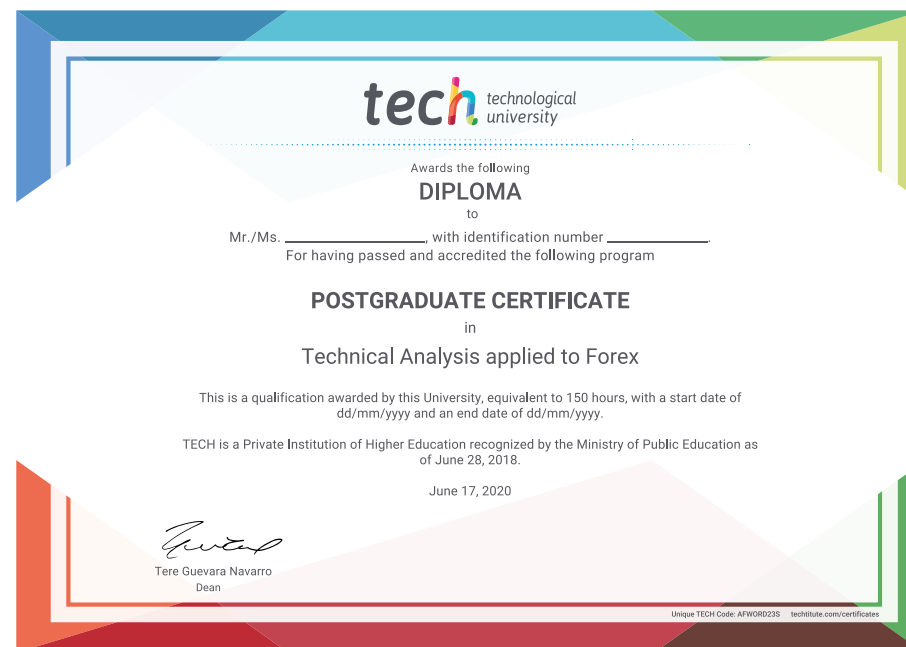 tech technological
university
Awards the following
DIPLOMA
to
Mr./Ms. ____________________, with identification number ______________.
For having passed and accredited the following program
POSTGRADUATE CERTIFICATE
in
Technical Analysis applied to Forex
This is a qualification awarded by this University, equivalent to 150 hours, with a start date of
dd/mm/yyyy and an end date of dd/mm/yyyy.
TECH is a Private Institution of Higher Education recognized by the Ministry of Public Education as
of June 28, 2018.
June 17, 2020
Tere Guevara Navarro
Dean
Unique TECH Code: AFWORD23S techtitute.com/certificates